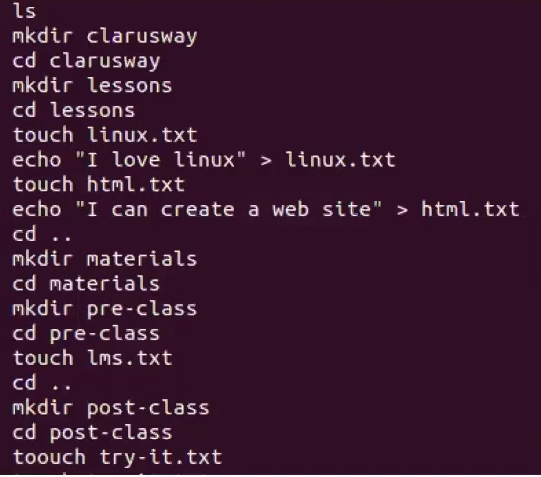 ls
mkdir clarusway
cd clarusway
mkdir lessons
cd lessons
touch linux.txt
echo "I love linux" > linux.txt
touch html.txt
echo "I can create a web site" > html.txt
cd ..
mkdir materials
cd materials
mkdir pre-class
cd pre-class
touch lms.txt
cd ..
mkdir post-class
cd post-class
toouch try-it.txt